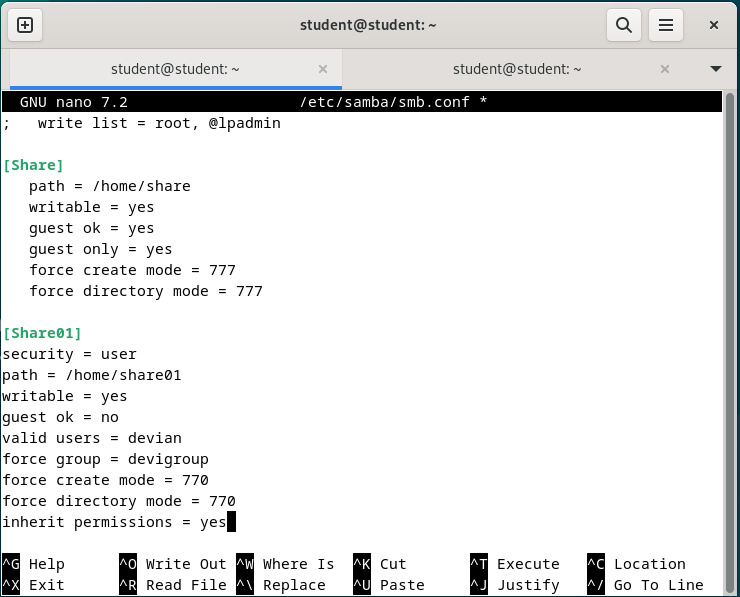 student@student: ~
student@student: ~ × student@student: ~ ×
GNU nano 7.2 /etc/samba/smb.conf *
;   write list = root, @lpadmin
[Share]
   path = /home/share
   writable = yes
   guest ok = yes
   guest only = yes
   force create mode = 777
   force directory mode = 777
[Share01]
security = user
path = /home/share01
writable = yes
guest ok = no
valid users = devian
force group = devigroup
force create mode = 770
force directory mode = 770
inherit permissions = yes
^G Help ^O Write Out ^W Where Is ^K Cut ^T Execute ^C Location
^X Exit ^R Read File ^\ Replace ^U Paste ^J Justify ^/ Go To Line